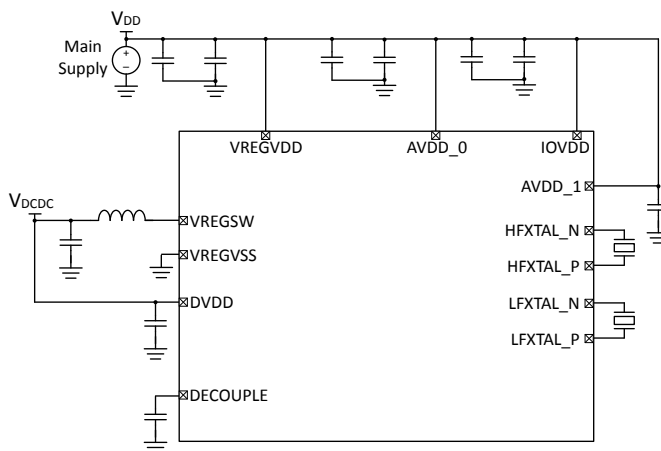 VDD
Main
Supply
+
–
VREGVDD
AVDD_0
IOVDD
AVDD_1
VDCDC
VREGSW
HFXTAL_N
VREGVSS
HFXTAL_P
DVDD
LFXTAL_N
LFXTAL_P
DECOUPLE